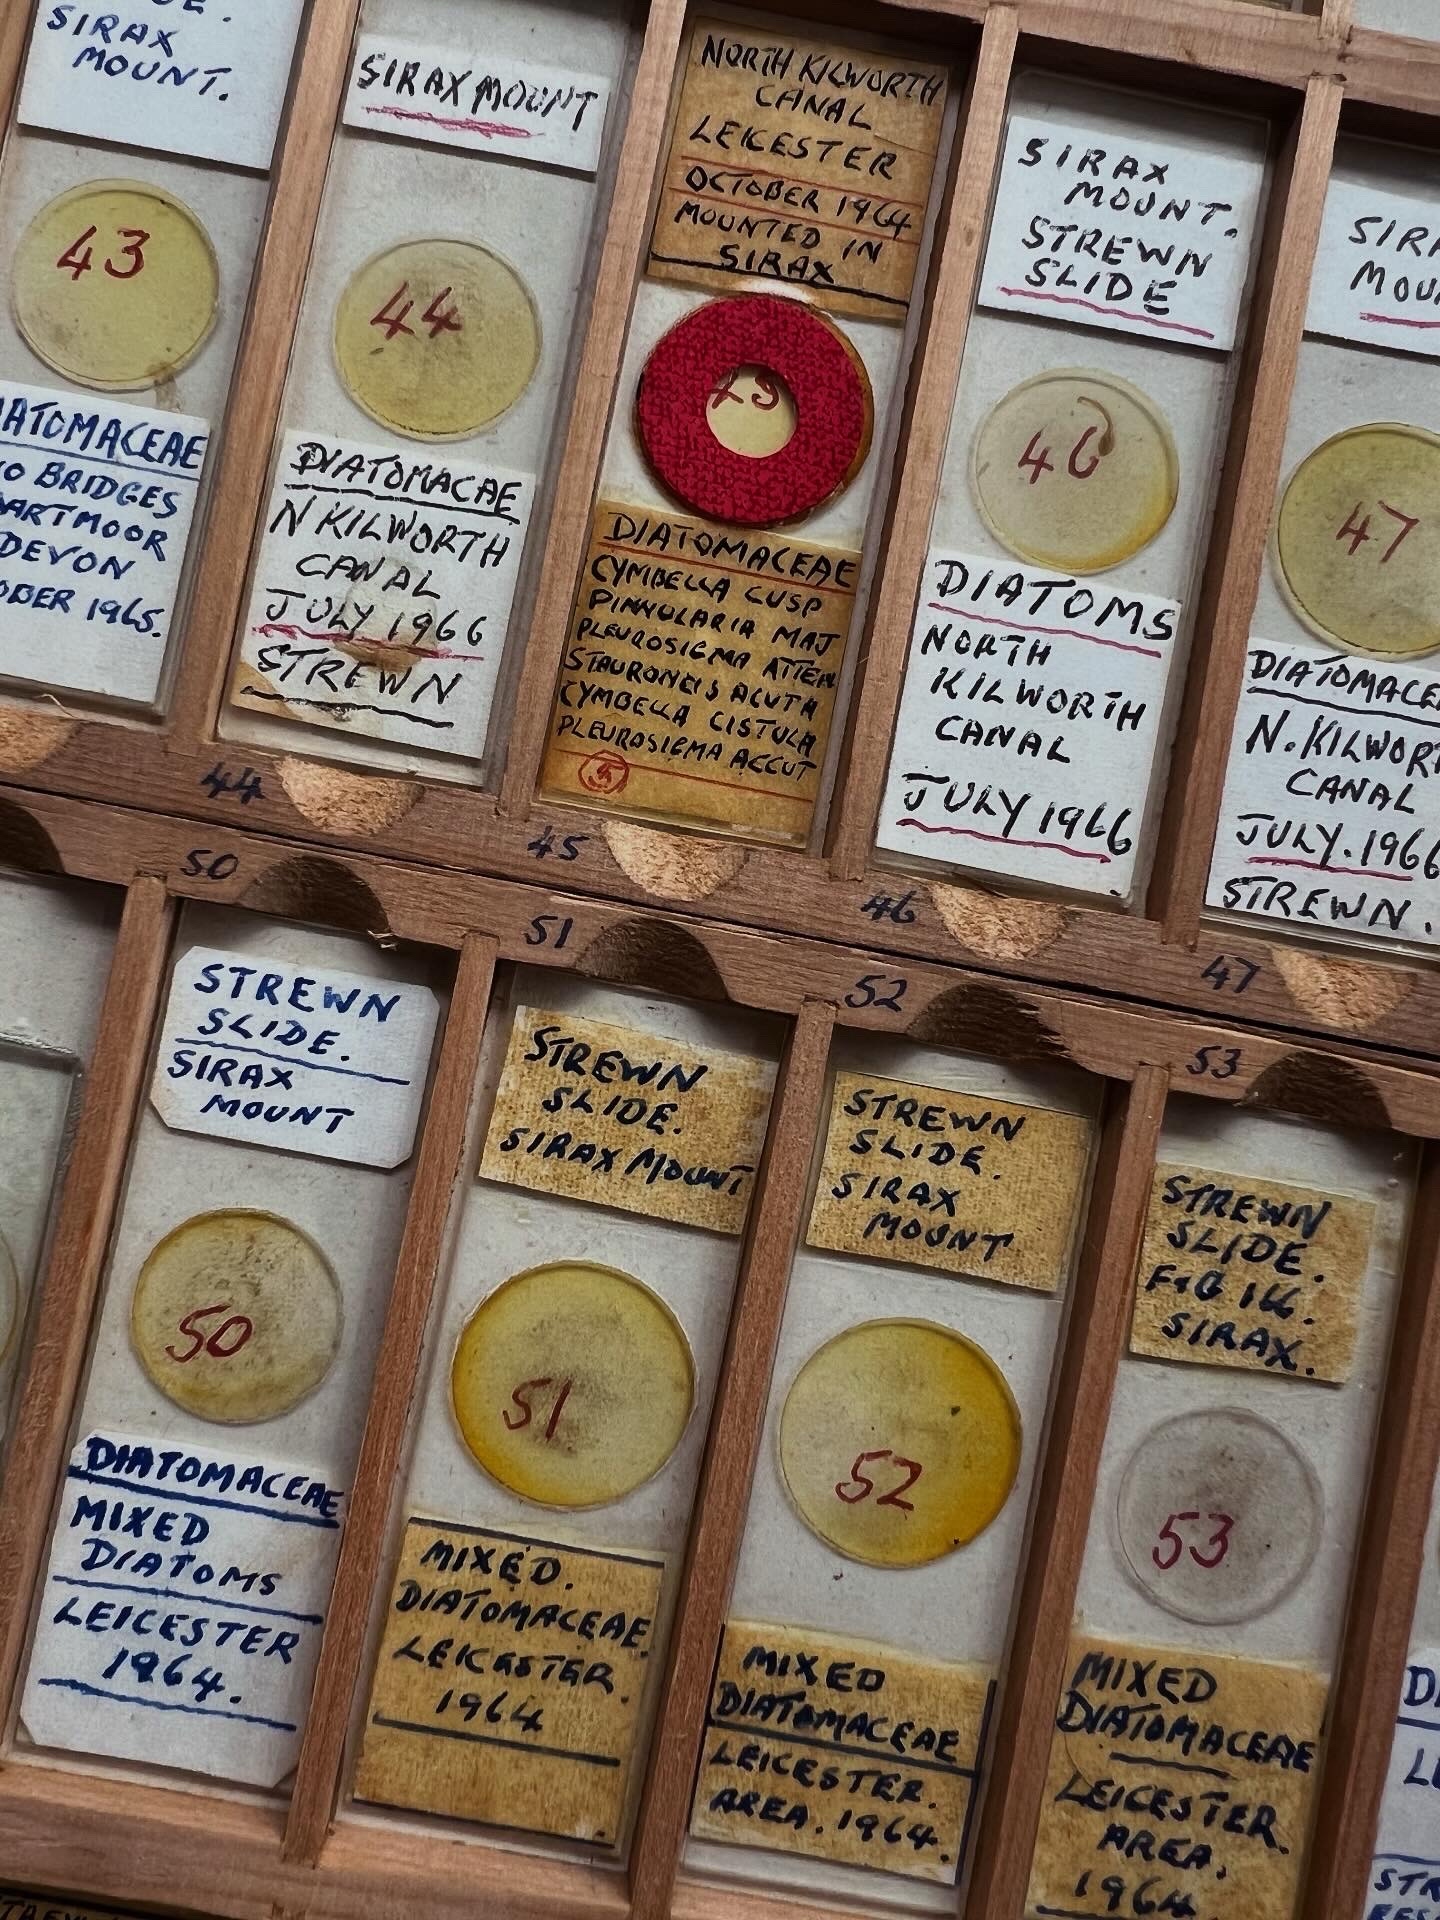 SIRAX
MOUNT.
43
DIATOMACEAE
BRIDGES
DARTMOOR
DEVON
1965.
SIRAX MOUNT
44
DIATOMACAE
N KILWORTH
CANAL
JULY 1966
STREWN
44
NORTH KILWORTH
CANAL
LEICESTER
OCTOBER 1964
MOUNTED IN
SIRAX
DIATOMACEAE
CYMBELLA CUSP
PINNULARIA MAJ
PLEUROSIGMA ATTEN
STAURONEIS ACUTA
CYMBELLA CISTULA
PLEUROSIGMA ACCUT
5
45
SIRAX
MOUNT.
STREWN
SLIDE
46
DIATOMS
NORTH
KILWORTH
CANAL
JULY 1966
46
47
N. KILWORT
CANAL
JULY. 1966
STREWN.
47
50
STREWN
SLIDE.
SIRAX
MOUNT
50
DIATOMACEAE
MIXED
DIATOMS
LEICESTER
1964.
51
STREWN
SLIDE.
SIRAX MOUNT
51
MIXED.
DIATOMACEAE.
LEICESTER.
1964
52
STREWN
SLIDE.
SIRAX
MOUNT
52
MIXED
DIATOMACEAE
LEICESTER.
AREA. 1964.
53
STREWN
SLIDE.
SIRAX.
53
MIXED
DIATOMACEAE
LEICESTER.
AREA.
1964